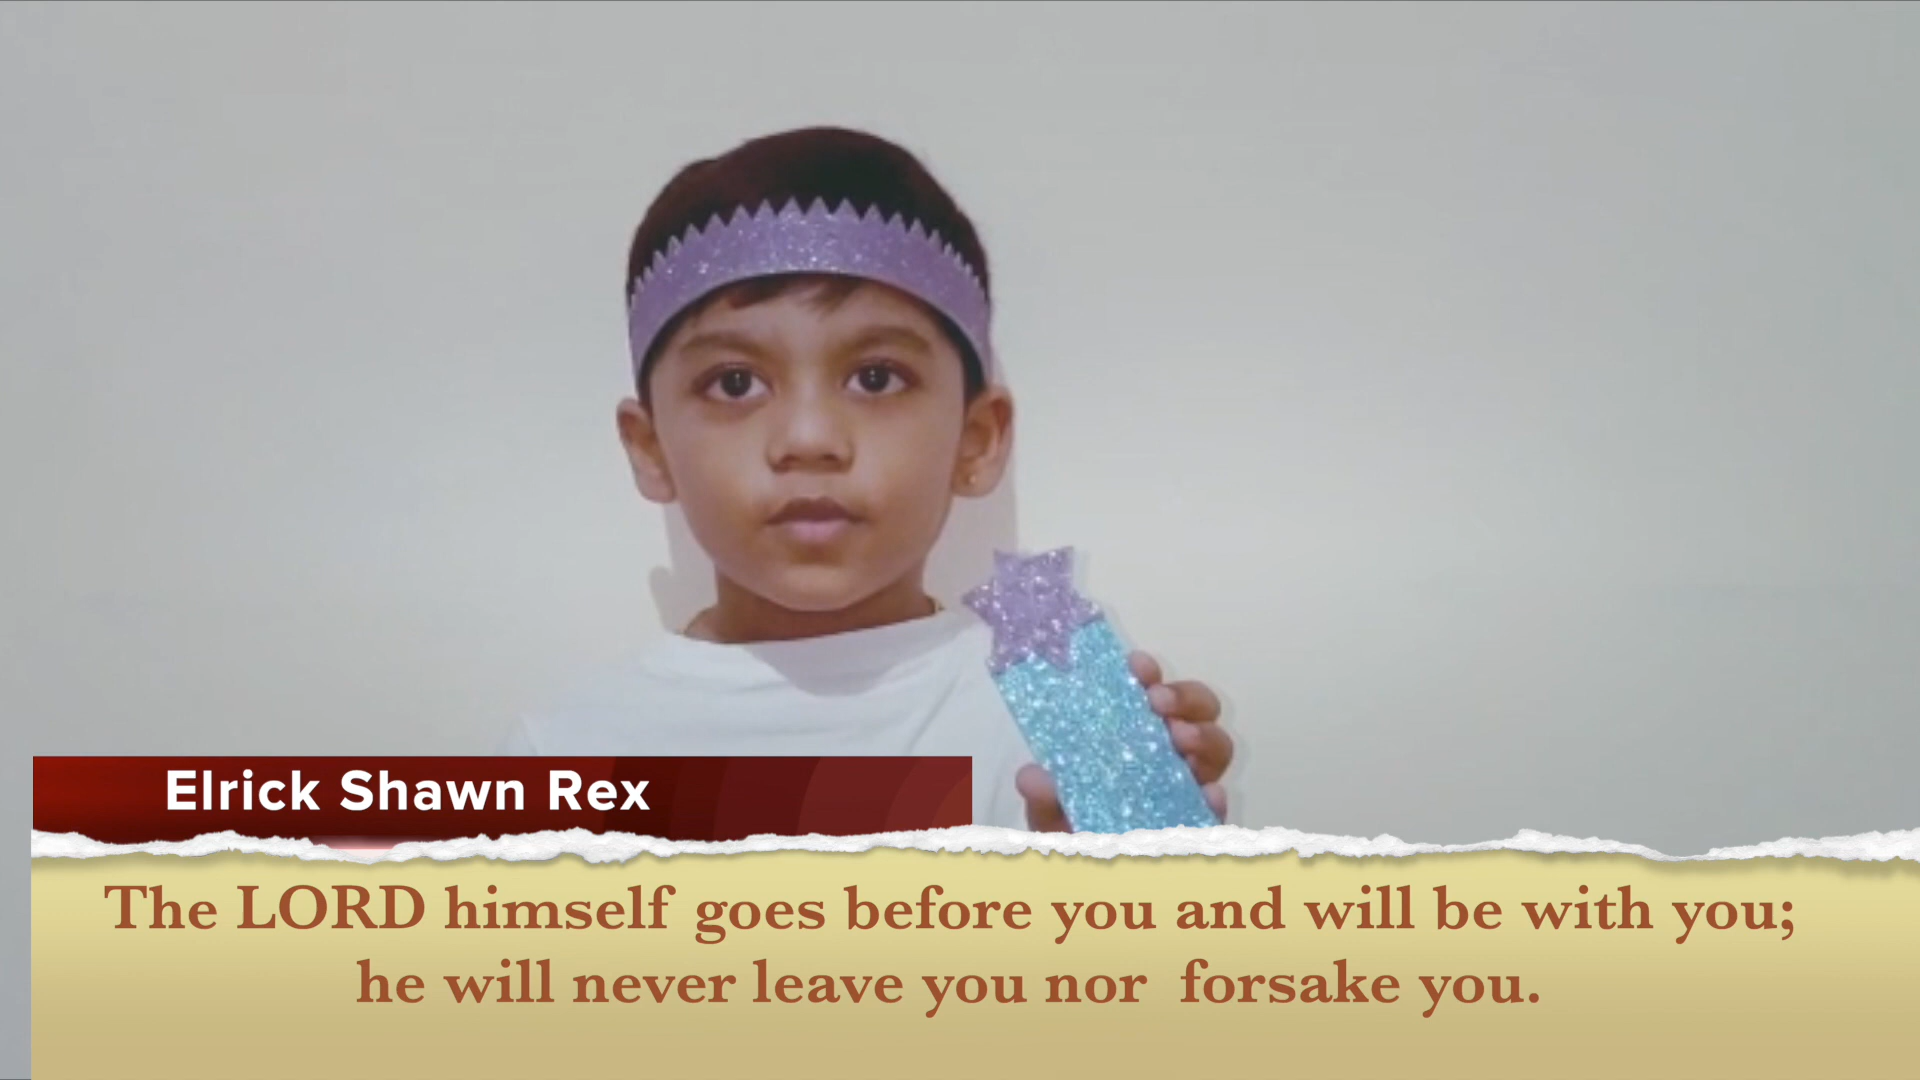 Elrick Shawn Rex
The LORD himself goes before you and will be with you;
he will never leave you nor forsake you.